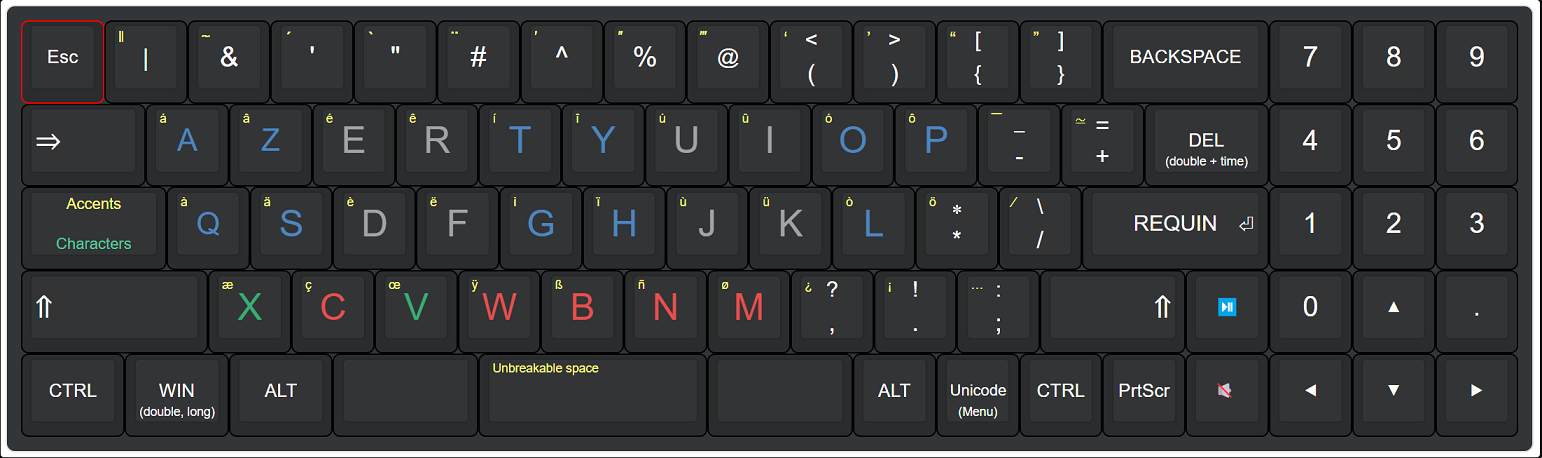 Esc ‖ | ~ & ´ ' ` " ¨ # ′ ^ ″ % ‴ @ ‘ < ( ’ > ) “ [ { ” ] } BACKSPACE 7 8 9
⇒ á A â Z é E ê R í T î Y ú U û I ó O ô P ¯ _ - ≃ = + DEL (double + time) 4 5 6
Accents Characters à Q ä S è D ë F ì G ï H ù J ü K ò L ö * * ⁄ \ / REQUIN ⏎ 1 2 3
⇑ æ X ç C œ V ÿ W ß B ñ N ø M ¿ ? , ¡ ! . … : ; ⇑ ⏯ 0 ▲ .
CTRL WIN (double, long) ALT Unbreakable space ALT Unicode (Menu) CTRL PrtScr 🔇 ◄ ▼ ►